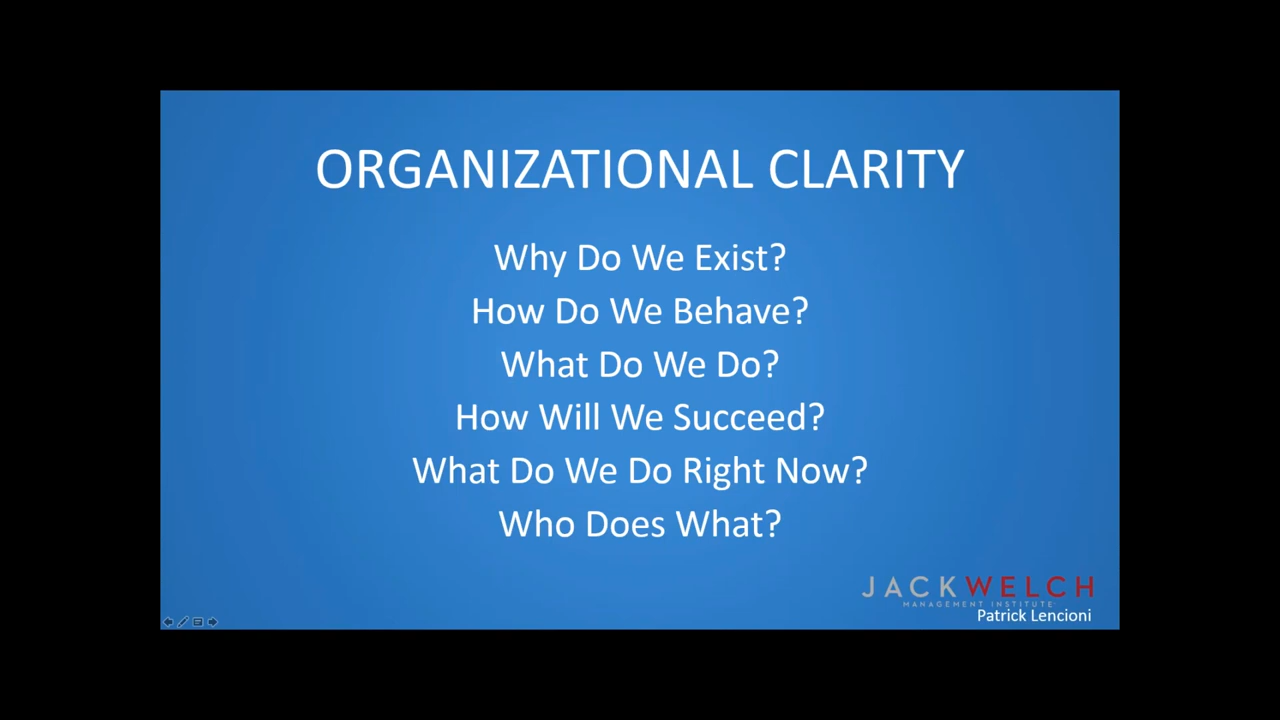 ORGANIZATIONAL CLARITY
Why Do We Exist?
How Do We Behave?
What Do We Do?
How Will We Succeed?
What Do We Do Right Now?
Who Does What?
JACKWELCH
MANAGEMENT INSTITUTE
Patrick Lencioni